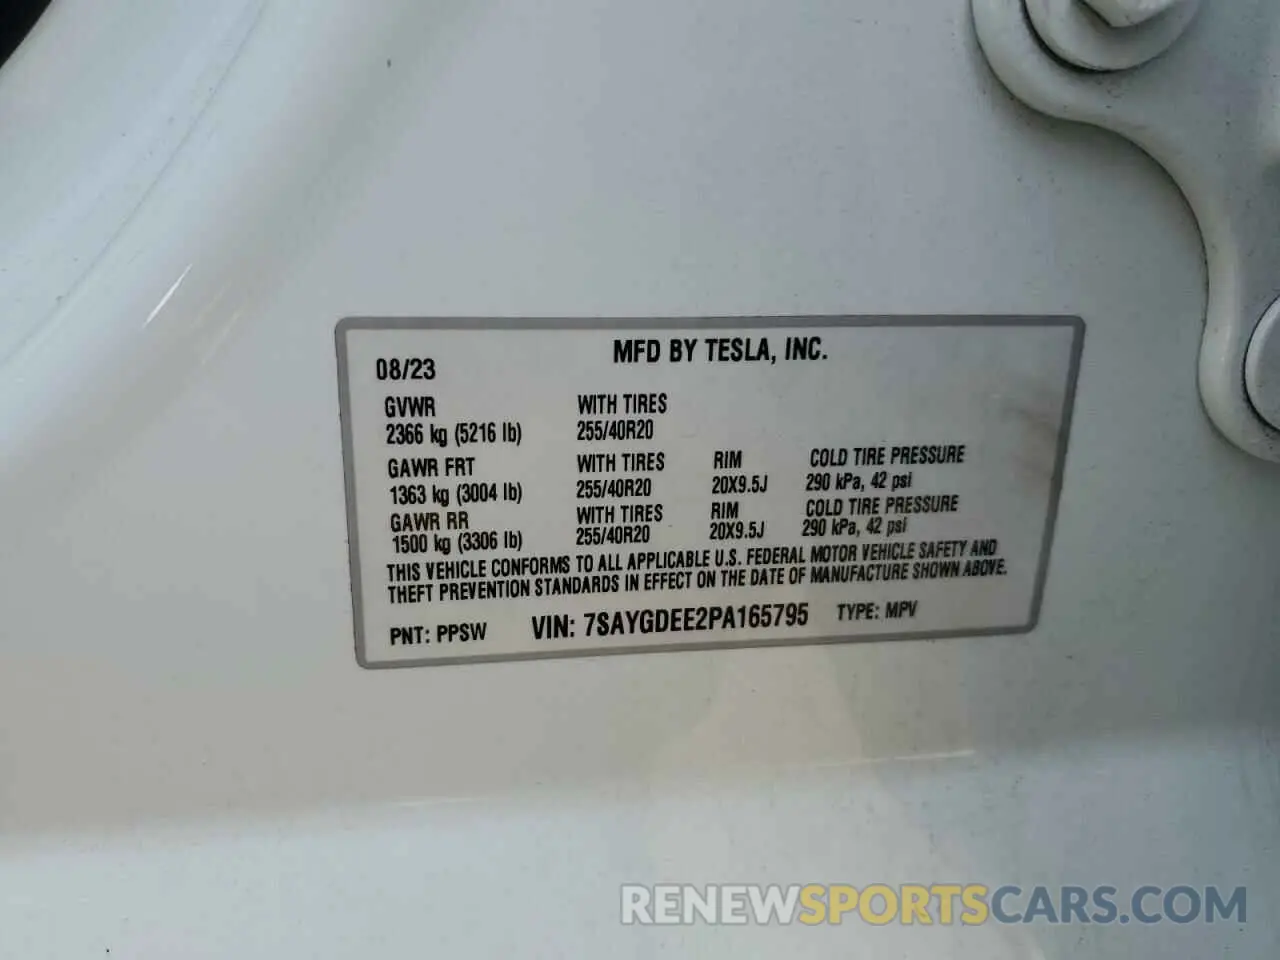 MFD BY TESLA, INC.
08/23
GVWR WITH TIRES
2366 kg (5216 lb) 255/40R20
GAWR FRT WITH TIRES RIM COLD TIRE PRESSURE
1363 kg (3004 lb) 255/40R20 20X9.5J 290 kPa, 42 psi
GAWR RR WITH TIRES RIM COLD TIRE PRESSURE
1500 kg (3306 lb) 255/40R20 20X9.5J 290 kPa, 42 psi
THIS VEHICLE CONFORMS TO ALL APPLICABLE U.S. FEDERAL MOTOR VEHICLE SAFETY AND
THEFT PREVENTION STANDARDS IN EFFECT ON THE DATE OF MANUFACTURE SHOWN ABOVE.
PNT: PPSW VIN: 7SAYGDEE2PA165795 TYPE: MPV
RENEWSPORTSCARS.COM